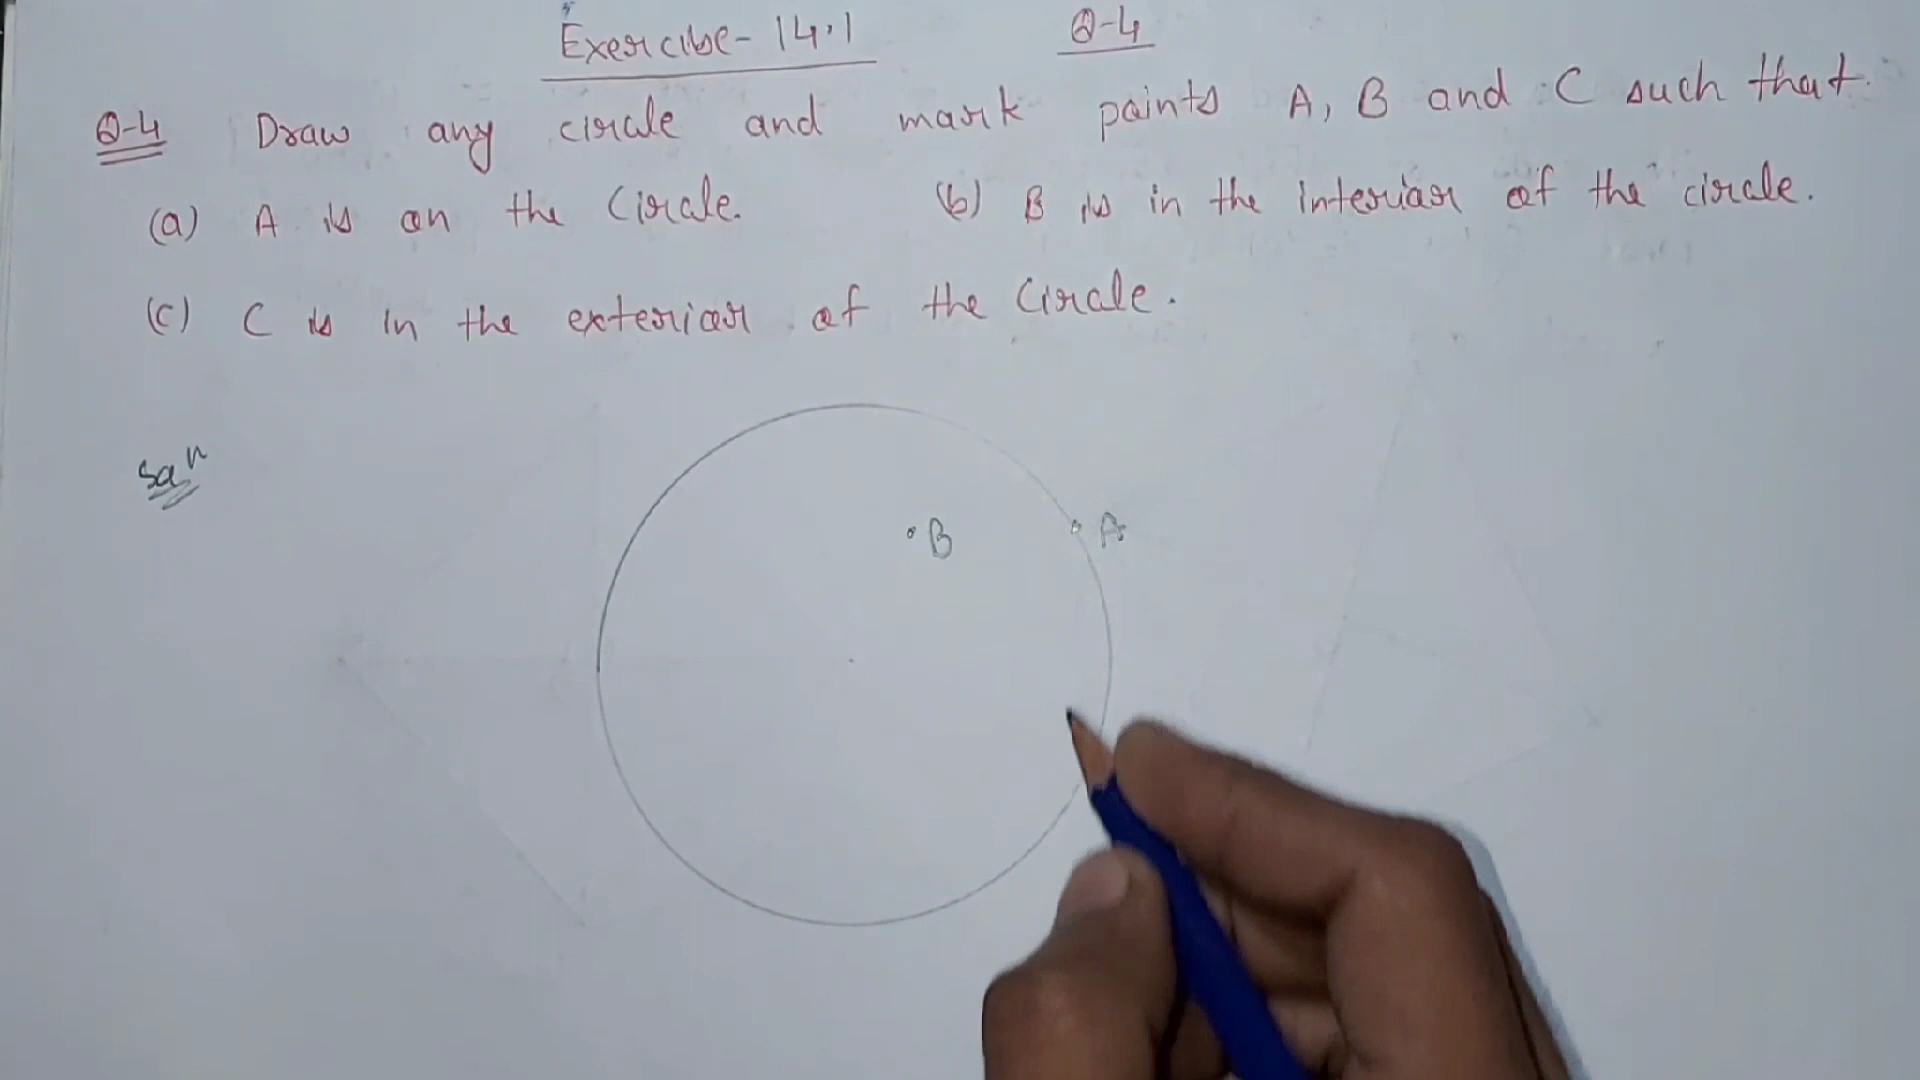 Exercise-14.1 Q-4
Q-4 Draw any circle and mark points A, B and C such that.
(a) A is on the Circle. (b) B is in the interior of the circle.
(c) C is in the exterior of the Circle.
Soln
B A